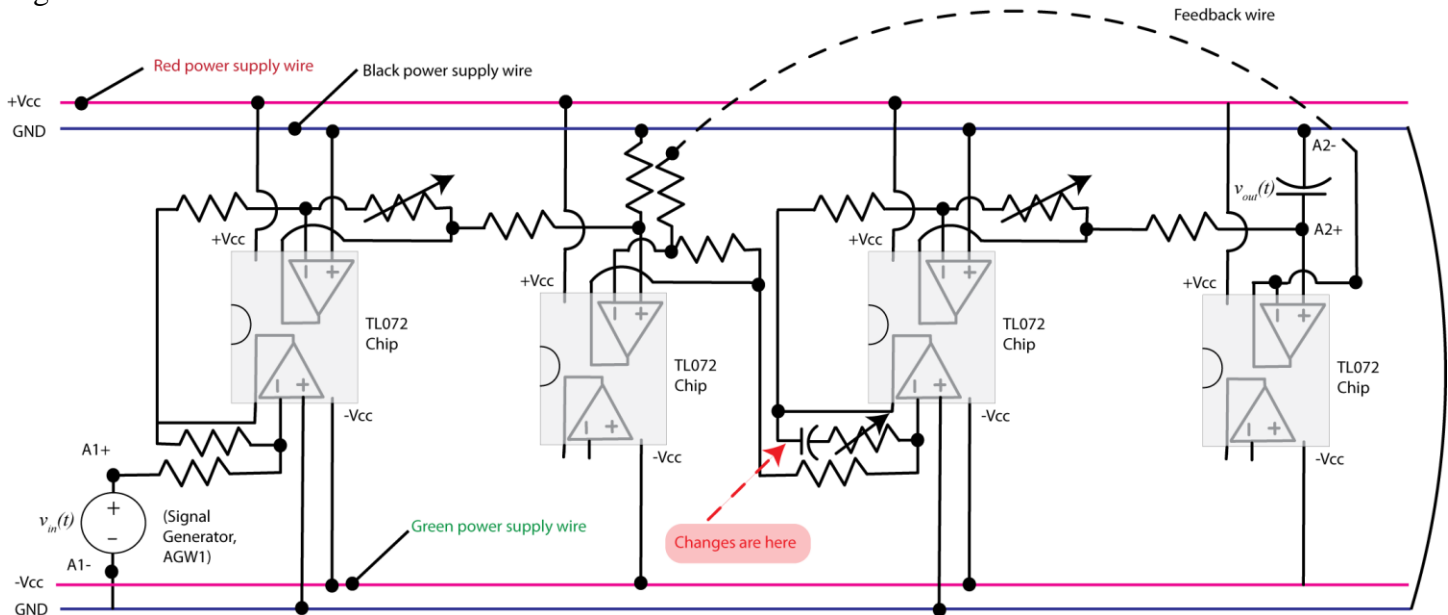 Feedback wire
Red power supply wire
Black power supply wire
+Vcc
GND
A2-
vout(t)
A2+
+Vcc
+Vcc
+Vcc
+Vcc
TL072
Chip
TL072
Chip
TL072
Chip
TL072
Chip
-Vcc
-Vcc
-Vcc
-Vcc
A1+
vin(t)
+
−
(Signal
Generator,
AGW1)
A1-
Green power supply wire
Changes are here
-Vcc
GND